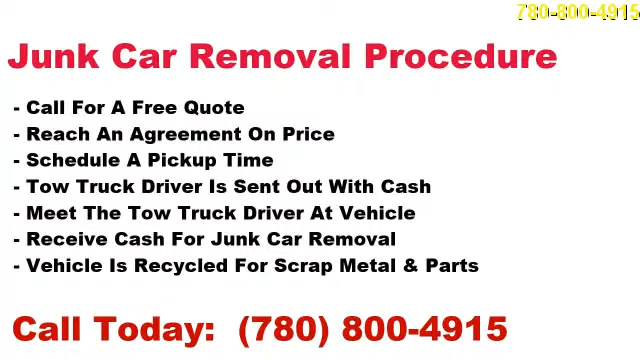 780-800-4915
Junk Car Removal Procedure
- Call For A Free Quote
- Reach An Agreement On Price
- Schedule A Pickup Time
- Tow Truck Driver Is Sent Out With Cash
- Meet The Tow Truck Driver At Vehicle
- Receive Cash For Junk Car Removal
- Vehicle Is Recycled For Scrap Metal & Parts
Call Today: (780) 800-4915